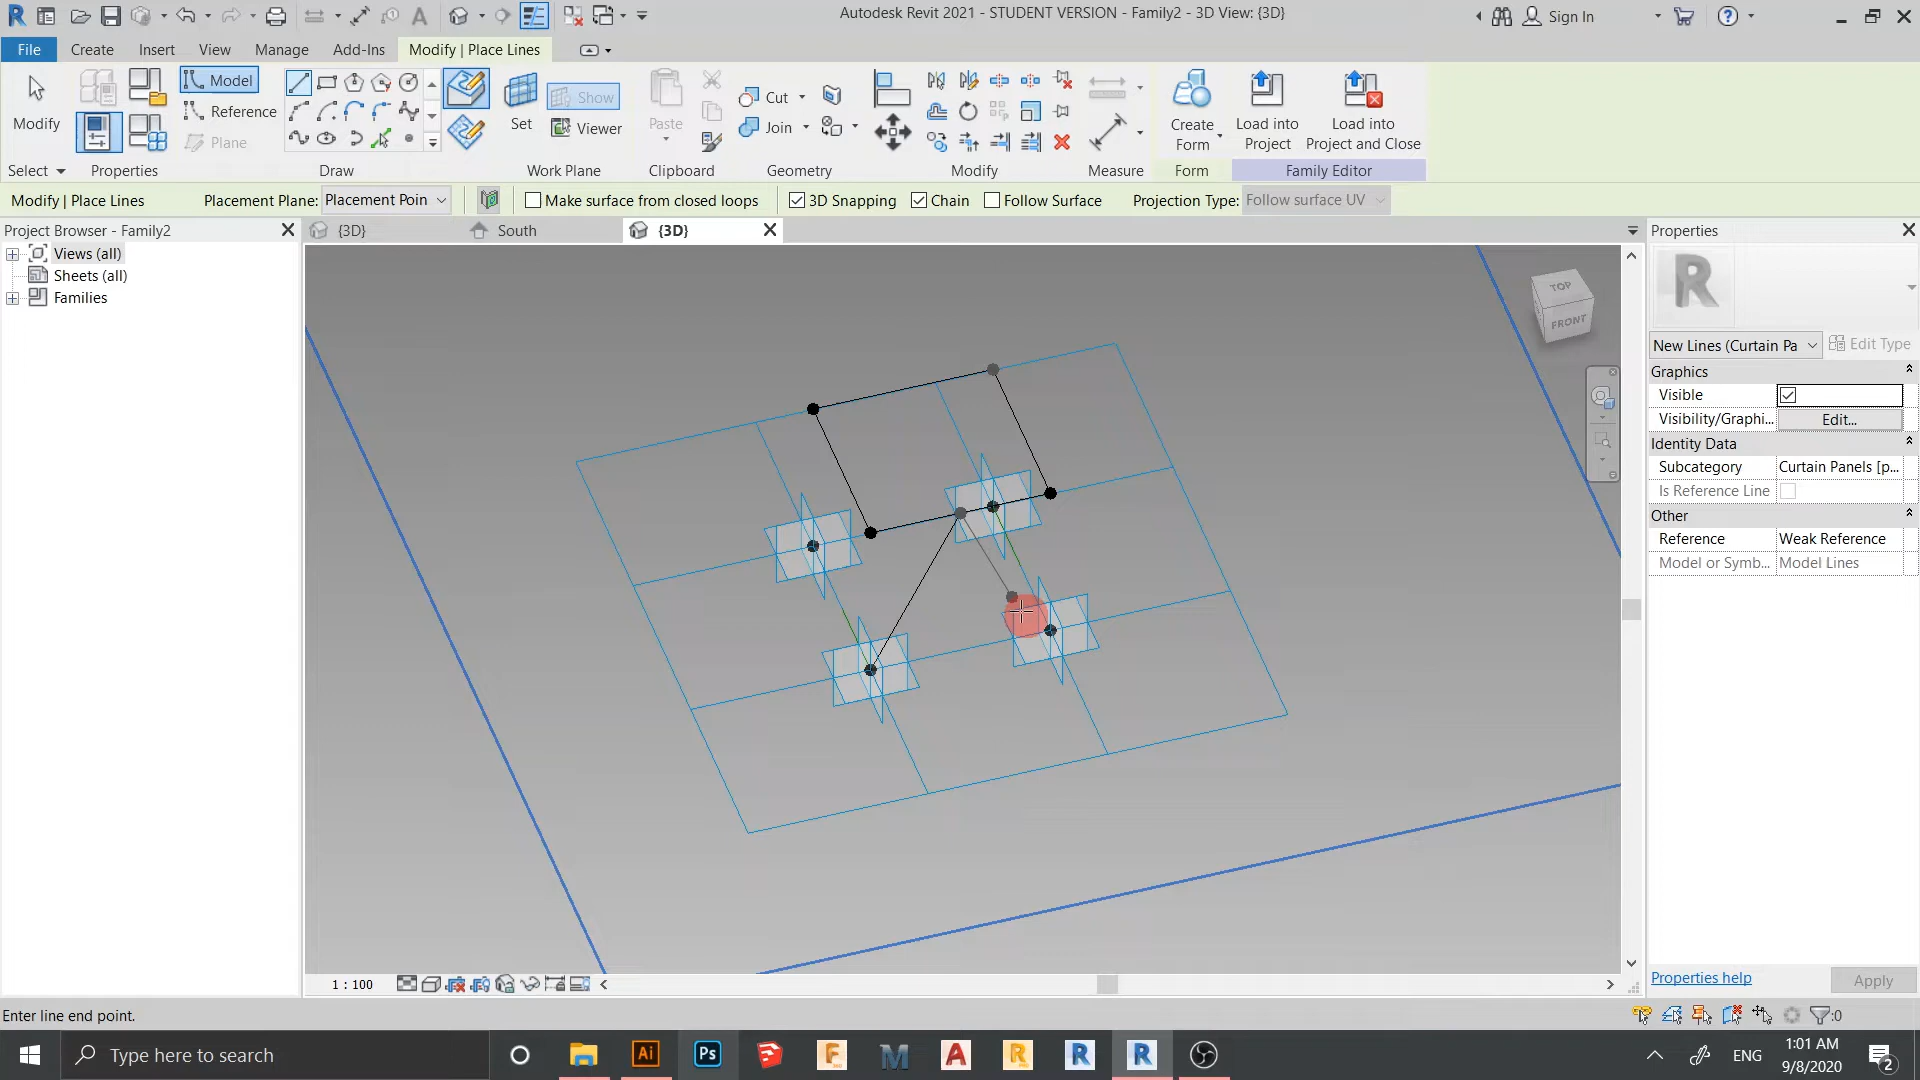 Autodesk Revit 2021 - STUDENT VERSION - Family2 - 3D View: {3D}
Sign In
File
Create
Insert
View
Manage
Add-Ins
Modify | Place Lines
Modify
Model
Reference
Plane
Set
Show
Viewer
Paste
Cut
Join
Create
Form
Load into
Project
Load into
Project and Close
Select
Properties
Draw
Work Plane
Clipboard
Geometry
Modify
Measure
Form
Family Editor
Modify | Place Lines
Placement Plane:
Placement Poin
Make surface from closed loops
3D Snapping
Chain
Follow Surface
Projection Type:
Follow surface UV
Project Browser - Family2
{3D}
South
{3D}
Properties
Views (all)
Sheets (all)
Families
TOP
FRONT
R
New Lines (Curtain Pa
Edit Type
Graphics
Visible
Visibility/Graphi...
Edit...
Identity Data
Subcategory
Curtain Panels [p...
Is Reference Line
Other
Reference
Weak Reference
Model or Symb...
Model Lines
1 : 100
Properties help
Apply
Enter line end point.
:0
Type here to search
Ai
Ps
F
M
A
R
R
R
ENG
1:01 AM
9/8/2020
2